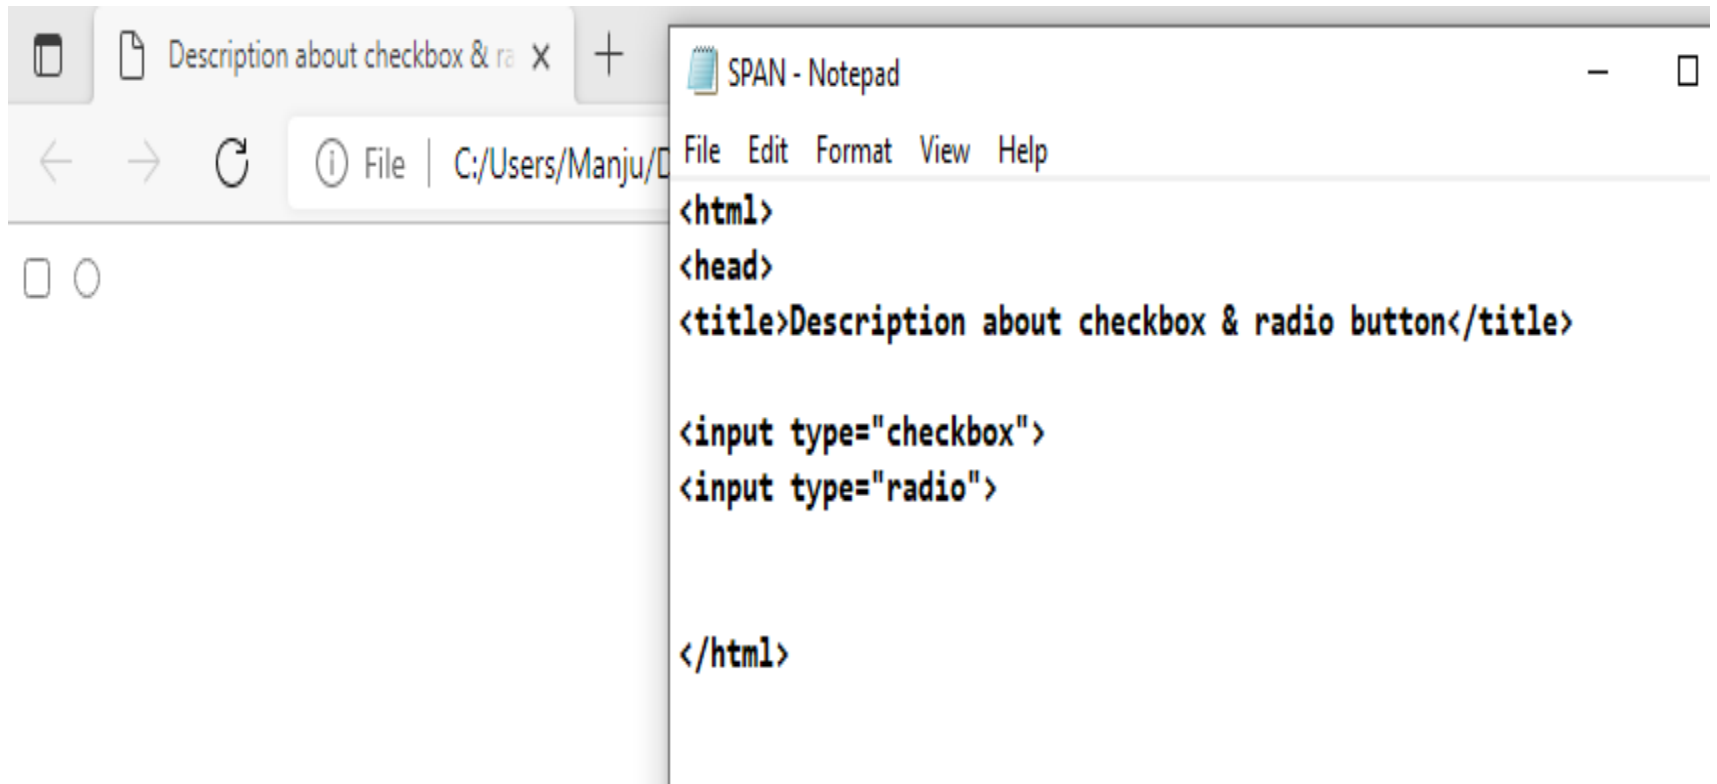 Description about checkbox & ra
File C:/Users/Manju/D
SPAN - Notepad
File Edit Format View Help
<html>
<head>
<title>Description about checkbox & radio button</title>
<input type="checkbox">
<input type="radio">
</html>